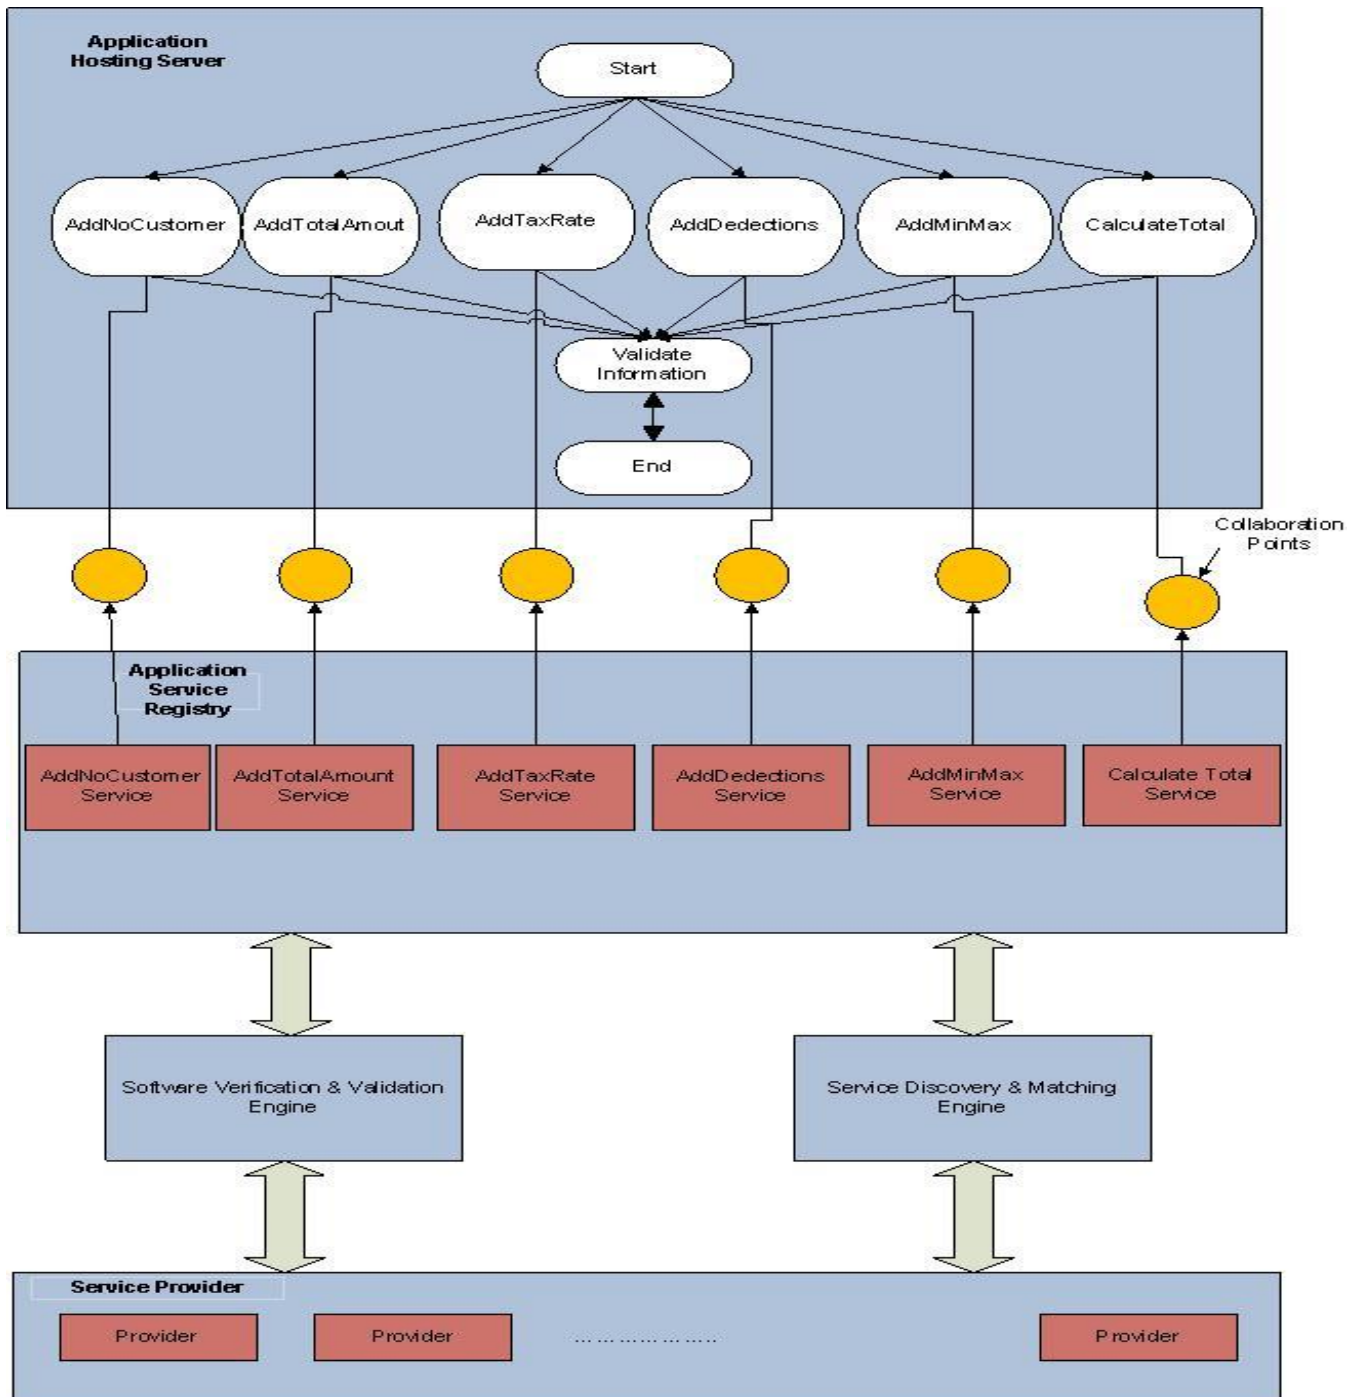 Application
Hosting Server
Start
AddNoCustomer
AddTotalAmout
AddTaxRate
AddDedections
AddMinMax
CalculateTotal
Validate
Information
End
Collaboration
Points
Application
Service
Registry
AddNoCustomer
Service
AddTotalAmount
Service
AddTaxRate
Service
AddDedections
Service
AddMinMax
Service
Calculate Total
Service
Software Verification & Validation
Engine
Service Discovery & Matching
Engine
Service Provider
Provider
Provider
....................
Provider